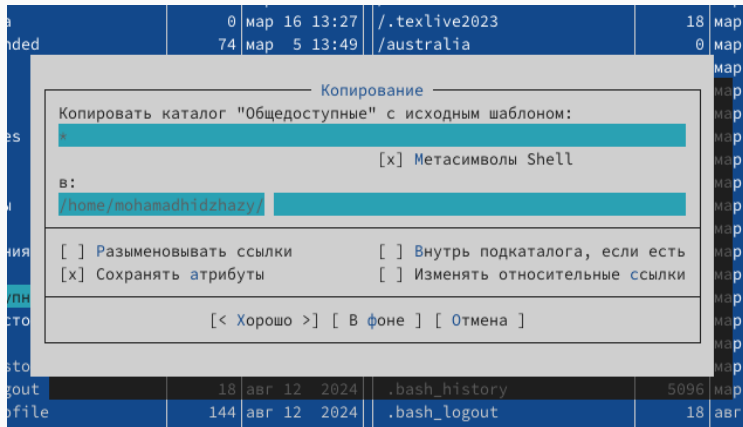 а 0 мар 16 13:27 /.texlive2023 18 мар
nded 74 мар 5 13:49 /australia 0 мар
мар
Копирование
Копировать каталог "Общедоступные" с исходным шаблоном:
*
[x] Метасимволы Shell
в:
/home/mohamadhidzhazy/
[ ] Разыменовывать ссылки [ ] Внутрь подкаталога, если есть
[x] Сохранять атрибуты [ ] Изменять относительные ссылки
[< Хорошо >] [ В фоне ] [ Отмена ]
gout 18 авг 12 2024 .bash_history 5096 мар
ofile 144 авг 12 2024 .bash_logout 18 авг